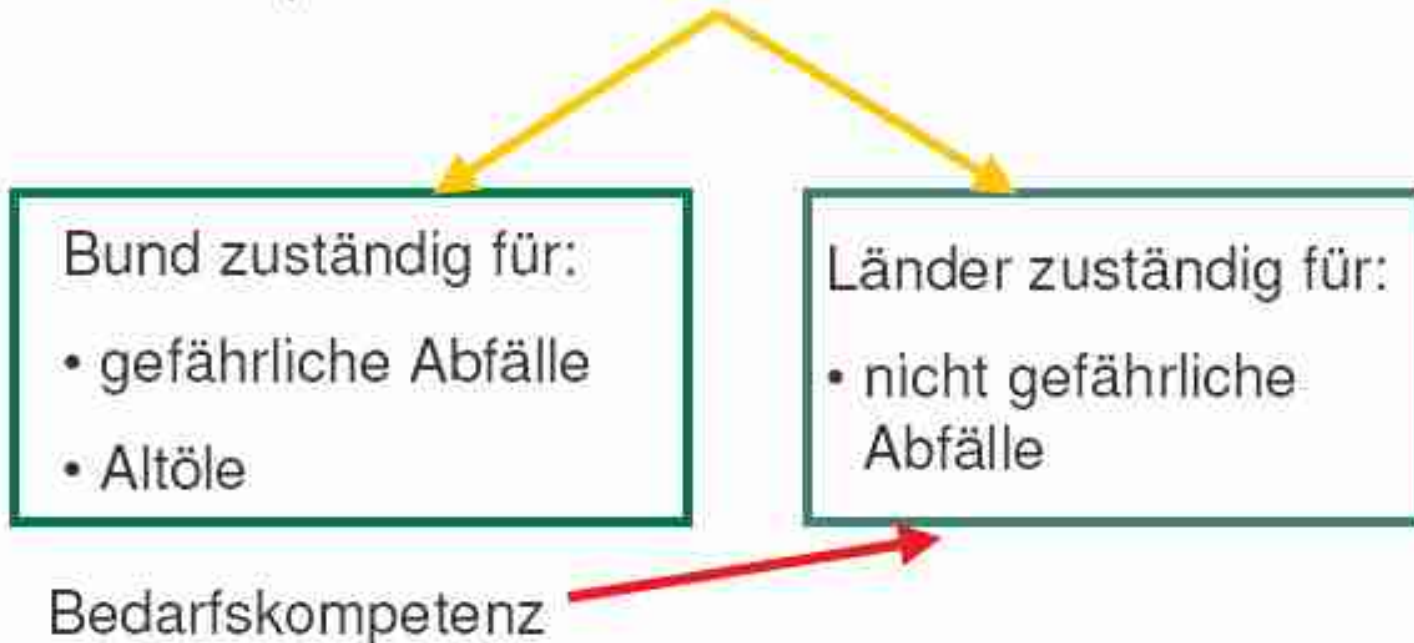 Bund zuständig für:
• gefährliche Abfälle
• Altöle
Länder zuständig für:
• nicht gefährliche
Abfälle
Bedarfskompetenz